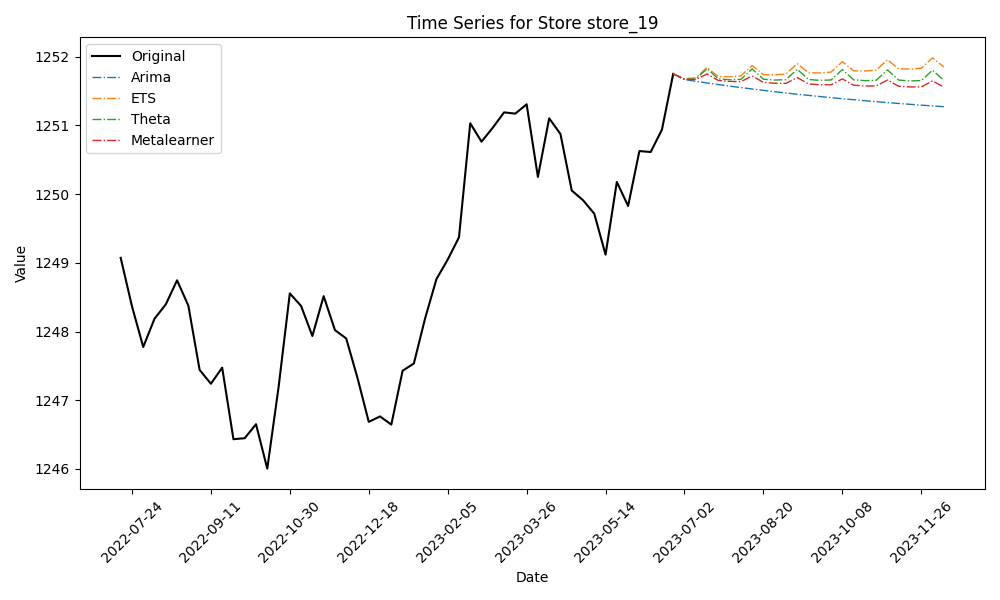 Time Series for Store store_19
Original
Arima
ETS
Theta
Metalearner
Value
1252
1251
1250
1249
1248
1247
1246
2022-07-24
2022-09-11
2022-10-30
2022-12-18
2023-02-05
2023-03-26
2023-05-14
2023-07-02
2023-08-20
2023-10-08
2023-11-26
Date